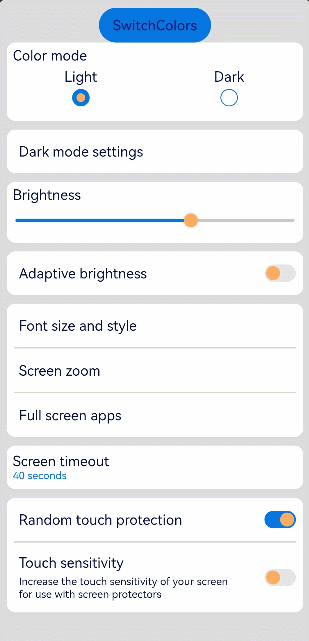 SwitchColors
Color mode
Light Dark
Dark mode settings
Brightness
Adaptive brightness
Font size and style
Screen zoom
Full screen apps
Screen timeout
40 seconds
Random touch protection
Touch sensitivity
Increase the touch sensitivity of your screen
for use with screen protectors